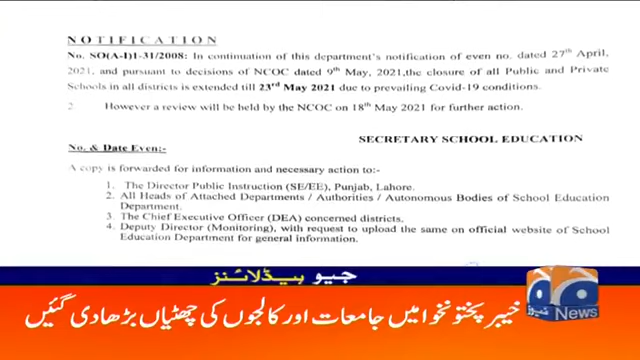 NOTIFICATION
No. SO(A-I)1-31/2008: In continuation of this department's notification of even no. dated 27th April,
2021, and pursuant to decisions of NCOC dated 9th May, 2021,the closure of all Public and Private
Schools in all districts is extended till 23rd May 2021 due to prevailing Covid-19 conditions.
2 However a review will be held by the NCOC on 18th May 2021 for further action.
SECRETARY SCHOOL EDUCATION
No. & Date Even:-
A copy is forwarded for information and necessary action to:-
1. The Director Public Instruction (SE/EE), Punjab, Lahore.
2. All Heads of Attached Departments / Authorities / Autonomous Bodies of School Education
Department.
3. The Chief Executive Officer (DEA) concerned districts.
4. Deputy Director (Monitoring), with request to upload the same on official website of School
Education Department for general information.
جیو ہیڈلائنز
خیبر پختونخوا میں جامعات اور کالجوں کی چھٹیاں بڑھا دی گئیں
نیوز News